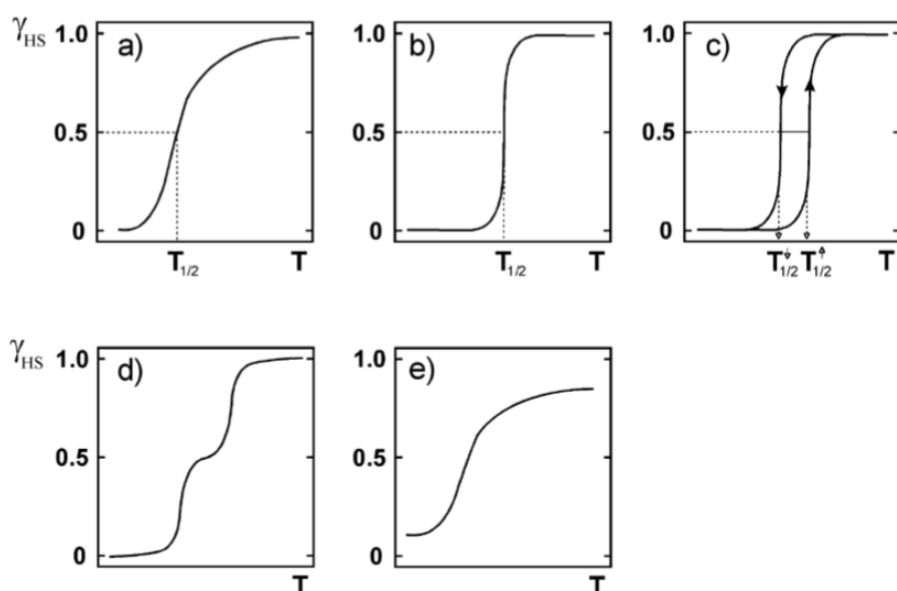 γHS 1.0 a) 1.0 b) 1.0 c)
0.5 0.5 0.5
0 0 0
T1/2 T T1/2 T T1/2↓ T1/2↑ T
γHS 1.0 d) 1.0 e)
0.5 0.5
0 0
T T